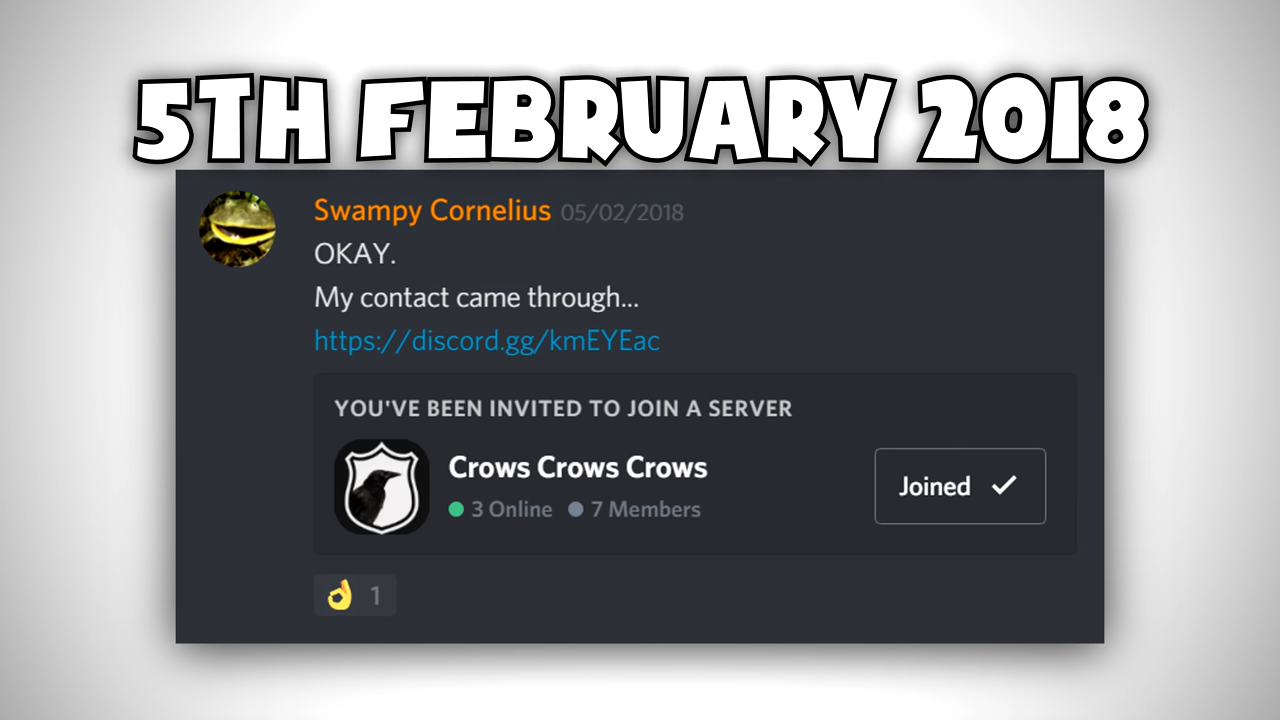 5TH FEBRUARY 2018
Swampy Cornelius 05/02/2018
OKAY.
My contact came through...
https://discord.gg/kmEYEac
YOU'VE BEEN INVITED TO JOIN A SERVER
Crows Crows Crows
3 Online 7 Members
Joined
1